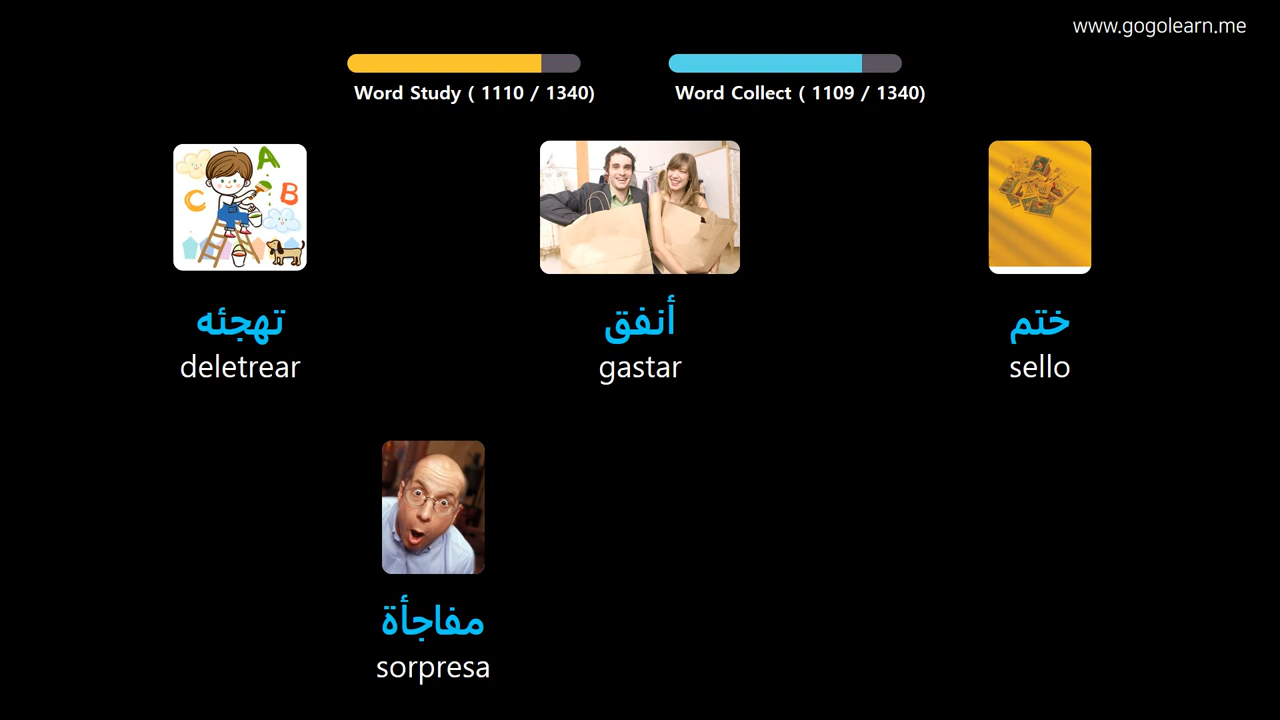 www.gogolearn.me
Word Study ( 1110 / 1340)
Word Collect ( 1109 / 1340)
A
B
C
تهجئه
deletrear
أنفق
gastar
ختم
sello
مفاجأة
sorpresa